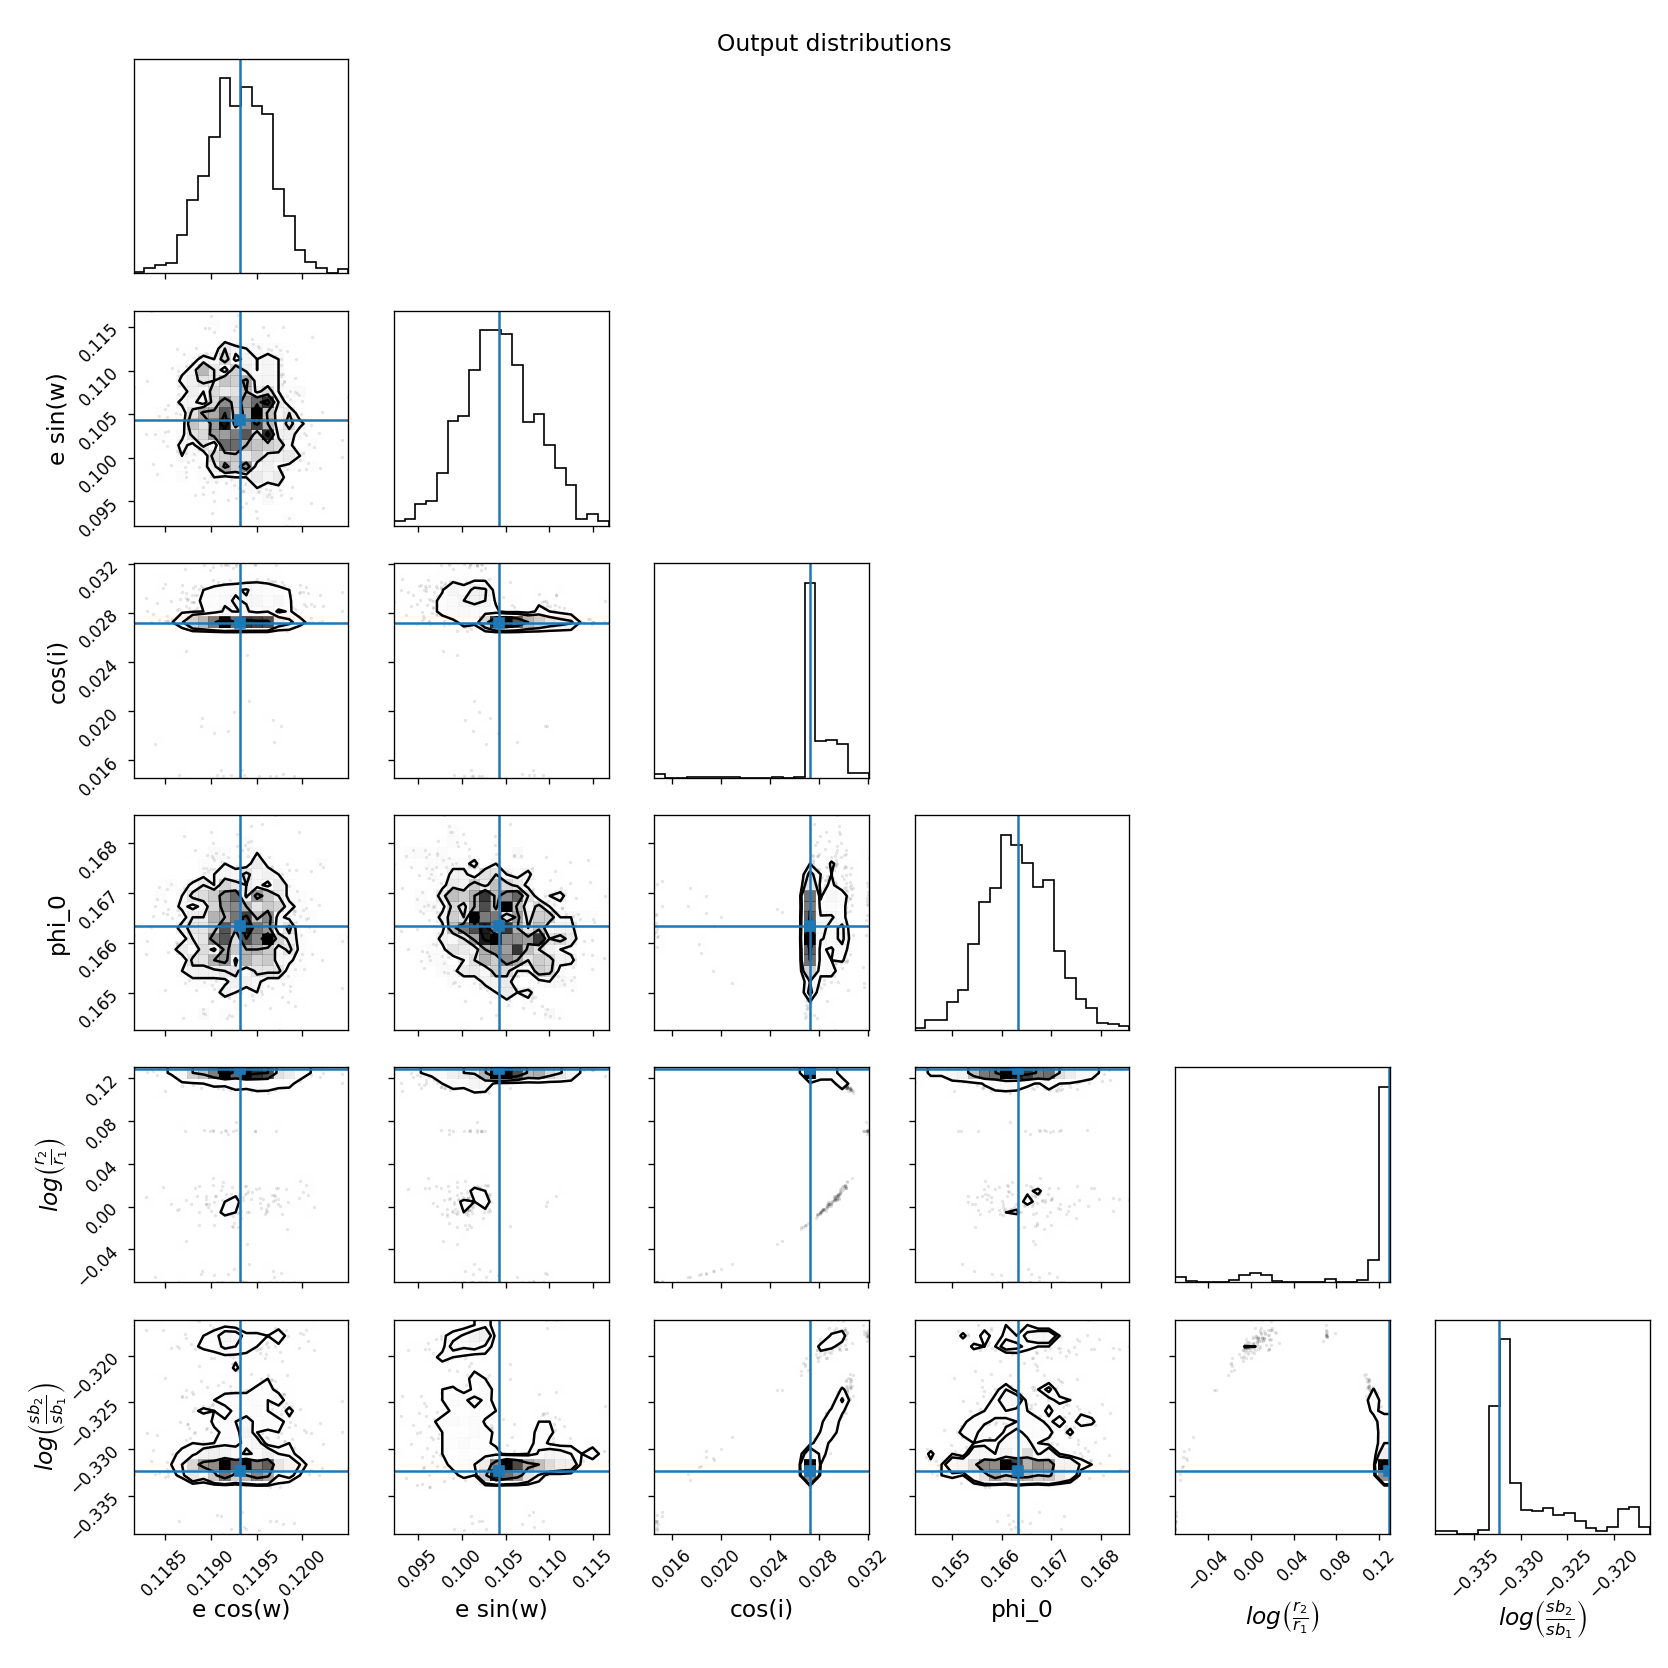 Output distributions
e sin(w)
0.115
0.110
0.105
0.100
0.095
cos(i)
0.032
0.028
0.024
0.020
0.016
phi_0
0.168
0.167
0.166
0.165
log(r₂/r₁)
0.12
0.08
0.04
0.00
−0.04
log(sb₂/sb₁)
−0.320
−0.325
−0.330
−0.335
0.1185 0.1190 0.1195 0.1200
0.095 0.100 0.105 0.110 0.115
0.016 0.020 0.024 0.028 0.032
0.165 0.166 0.167 0.168
−0.04 0.00 0.04 0.08 0.12
−0.335 −0.330 −0.325 −0.320
e cos(w)
e sin(w)
cos(i)
phi_0
log(r₂/r₁)
log(sb₂/sb₁)